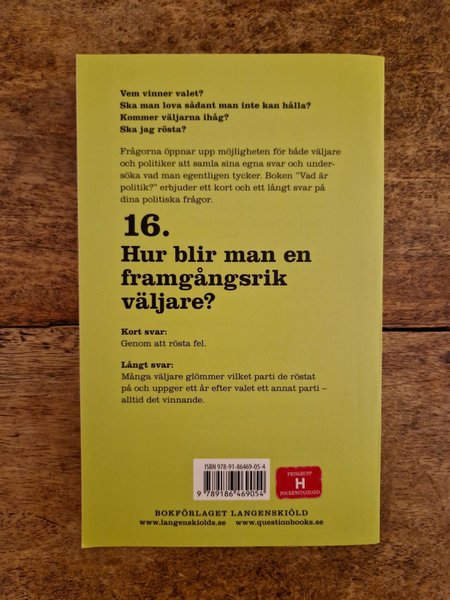 Vem vinner valet?
Ska man lova sådant man inte kan hålla?
Kommer väljarna ihåg?
Ska jag rösta?
Frågorna öppnar upp möjligheten för både väljare
och politiker att samla sina egna svar och under-
söka vad man egentligen tycker. Boken "Vad är
politik?" erbjuder ett kort och ett långt svar på
dina politiska frågor.
16.
Hur blir man en
framgångsrik
väljare?
Kort svar:
Genom att rösta fel.
Långt svar:
Många väljare glömmer vilket parti de röstat
på och uppger ett år efter valet ett annat parti –
alltid det vinnande.
ISBN 978-91-86469-05-4
9 789186 469054
PRISGRUPP
H
POCKETSTANDARD
BOKFÖRLAGET LANGENSKIÖLD
www.langenskiolds.se www.questionbooks.se